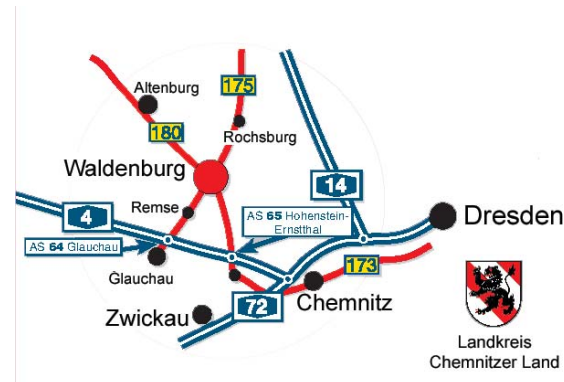 Altenburg
175
180
Rochsburg
Waldenburg
14
Remse
4
AS 65 Hohenstein-
Ernstthal
Dresden
AS 64 Glauchau
Glauchau
173
72
Chemnitz
Zwickau
Landkreis
Chemnitzer Land